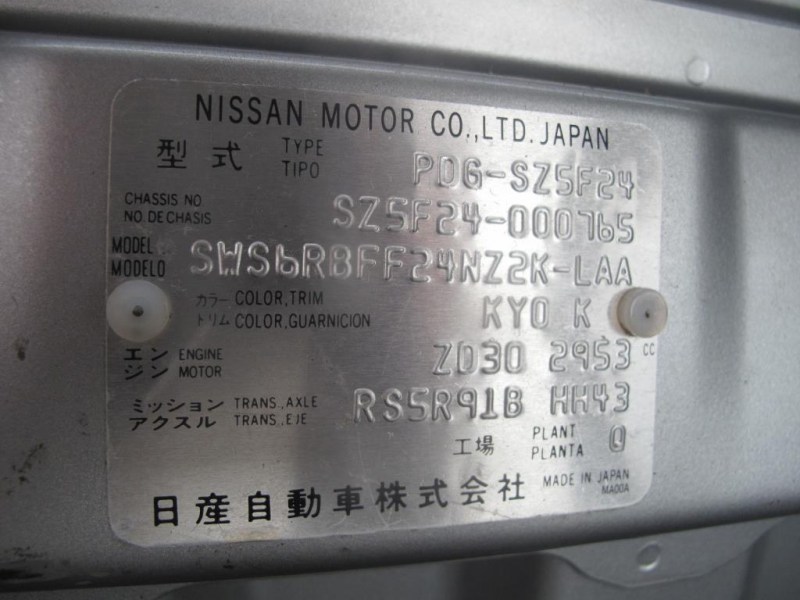 NISSAN MOTOR CO.,LTD. JAPAN
型式 TYPE TIPO PDG-SZ5F24
CHASSIS NO NO DE CHASIS SZ5F24-000765
MODEL MODELO SWS6R8FF24NZ2K-LAA
カラー COLOR,TRIM
トリム COLOR,GUARNICION KY0 K
エンジン ENGINE MOTOR ZD30 2953 CC
ミッション TRANS.,AXLE
アクスル TRANS.,EJE RS5R91B HH43
工場 PLANT PLANTA Q
日産自動車株式会社 MADE IN JAPAN
MA00A